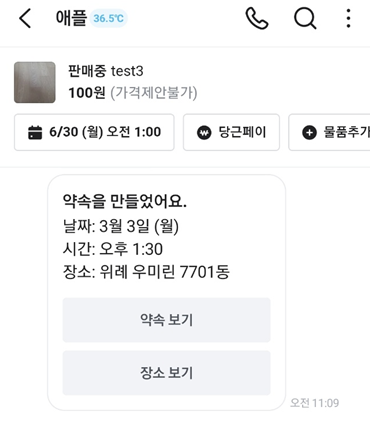 애플 36.5℃
판매중 test3
100원 (가격제안불가)
6/30 (월) 오전 1:00 당근페이 물품추가
약속을 만들었어요.
날짜: 3월 3일 (월)
시간: 오후 1:30
장소: 위례 우미린 7701동
약속 보기
장소 보기
오전 11:09